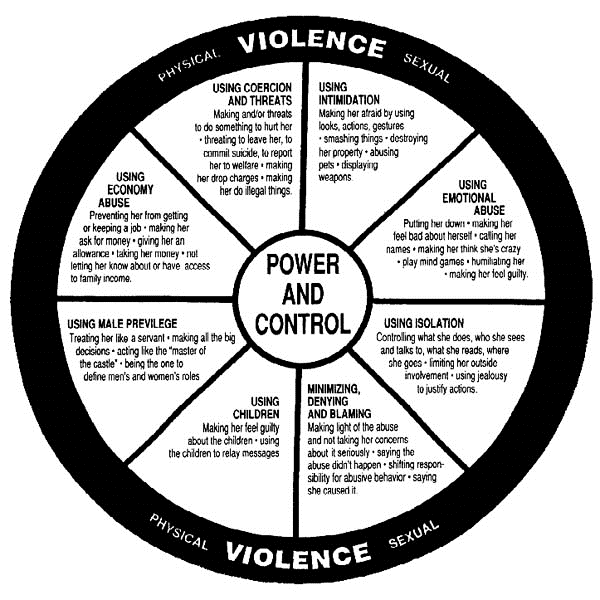 PHYSICAL VIOLENCE SEXUAL
USING COERCION
AND THREATS
Making and/or threats
to do something to hurt her
• threating to leave her, to
commit suicide, to report
her to welfare • making
her drop charges • making
her do illegal things.
USING
INTIMIDATION
Making her afraid by using
looks, actions, gestures
• smashing things • destroying
her property • abusing
pets • displaying
weapons.
USING
ECONOMY
ABUSE
Preventing her from getting
or keeping a job • making her
ask for money • giving her an
allowance • taking her money • not
letting her know about or have access
to family income.
USING
EMOTIONAL
ABUSE
Putting her down • making her
feel bad about herself • calling her
names • making her think she's crazy
• play mind games • humiliating her
• making her feel guilty.
POWER
AND
CONTROL
USING MALE PREVILEGE
Treating her like a servant • making all the big
decisions • acting like the "master of
the castle" • being the one to
define men's and women's roles
USING ISOLATION
Controlling what she does, who she sees
and talks to, what she reads, where
she goes • limiting her outside
involvement • using jealousy
to justify actions.
USING
CHILDREN
Making her feel guilty
about the children • using
the children to relay messages
MINIMIZING,
DENYING
AND BLAMING
Making light of the abuse
and not taking her concerns
about it seriously • saying the
abuse didn't happen • shifting respon-
sibility for abusive behavior • saying
she caused it.
PHYSICAL VIOLENCE SEXUAL